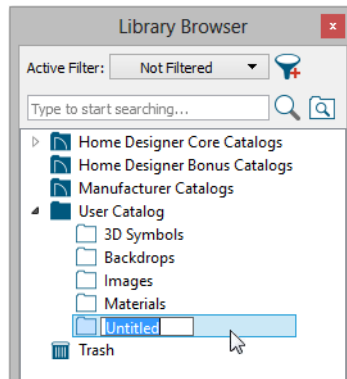 Library Browser
x
Active Filter: Not Filtered
Type to start searching...
Home Designer Core Catalogs
Home Designer Bonus Catalogs
Manufacturer Catalogs
User Catalog
3D Symbols
Backdrops
Images
Materials
Untitled
Trash